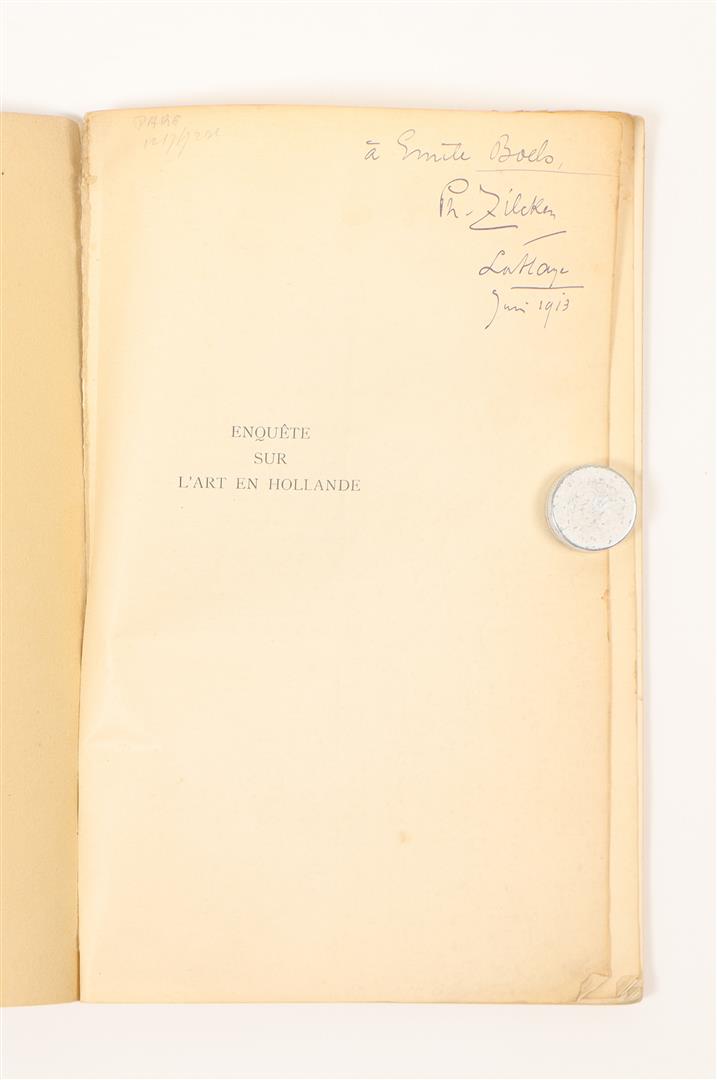 à Emile Boels,
Ph. Zilcken
La Haye
Juni 1913
ENQUÊTE
SUR
L'ART EN HOLLANDE